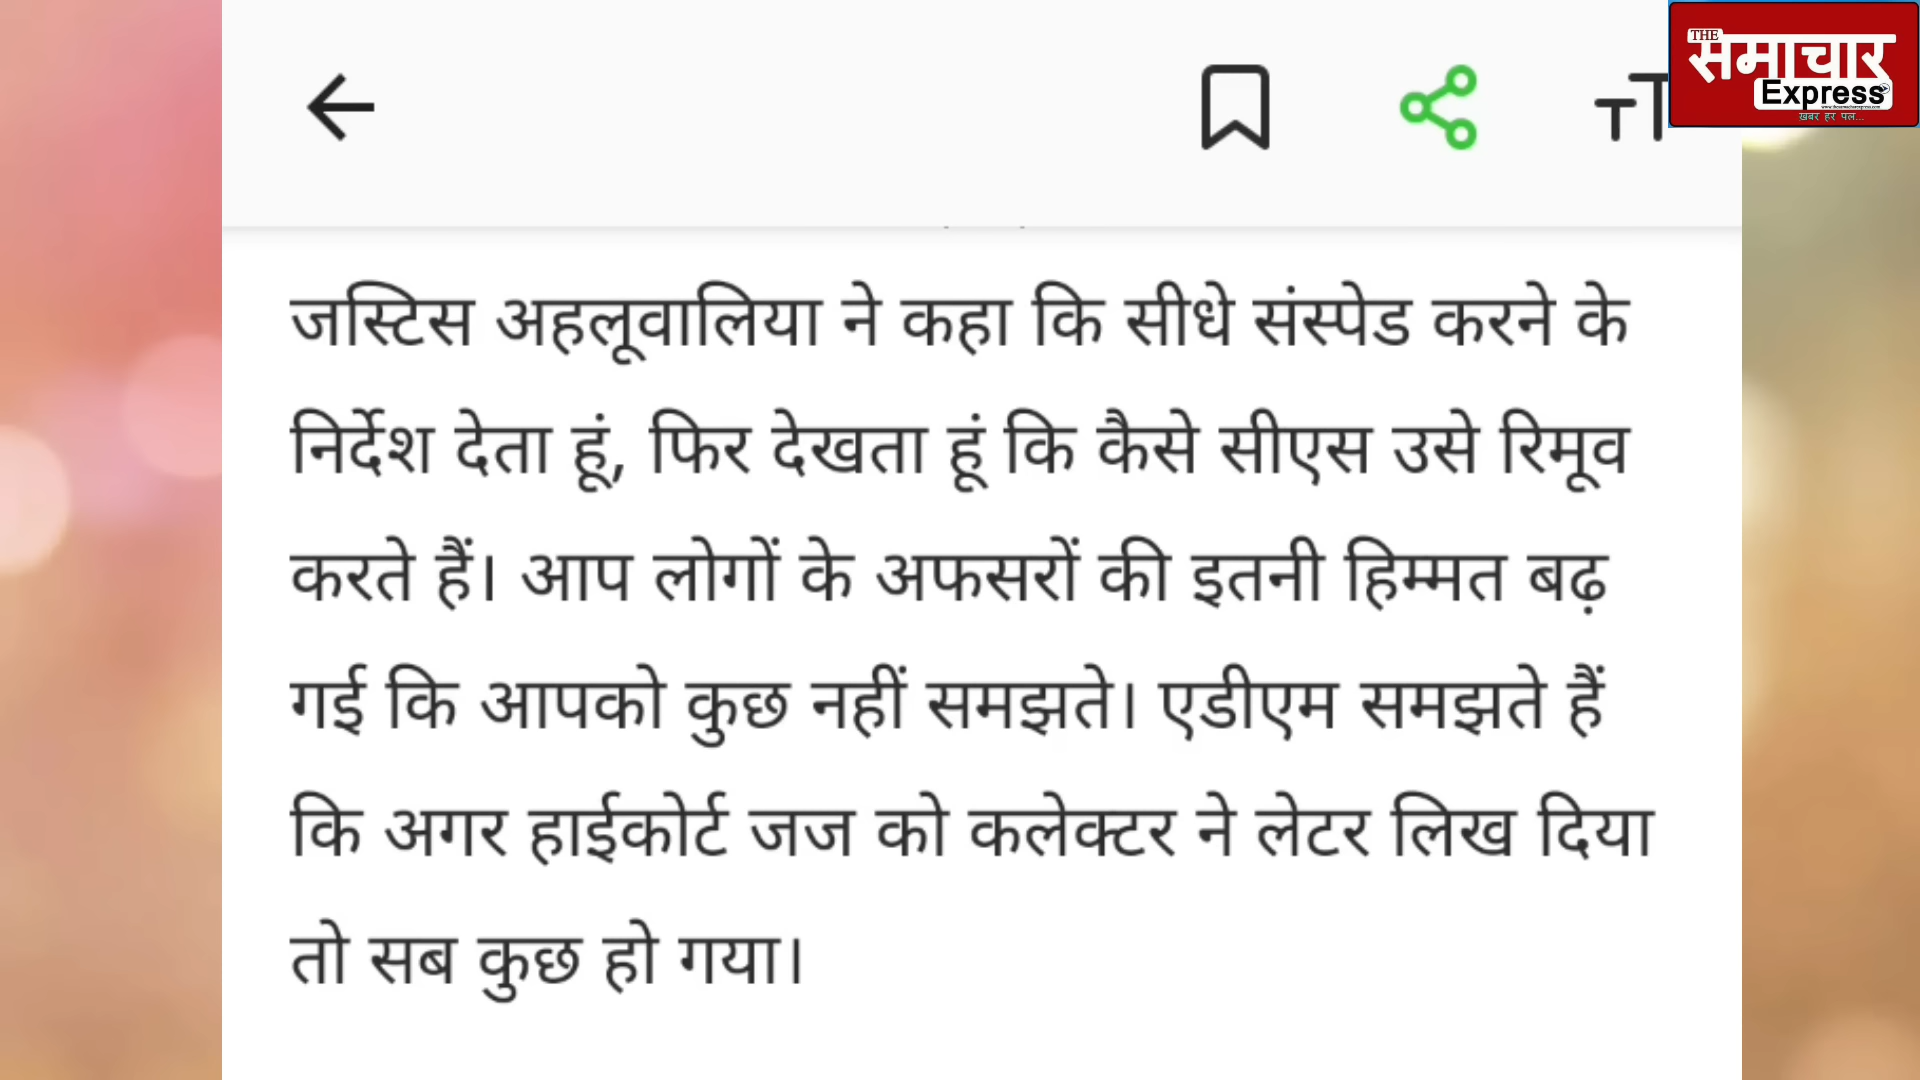 THE
समाचार
Express
खबर हर पल...
TT
जस्टिस अहलूवालिया ने कहा कि सीधे संस्पेड करने के
निर्देश देता हूं, फिर देखता हूं कि कैसे सीएस उसे रिमूव
करते हैं। आप लोगों के अफसरों की इतनी हिम्मत बढ़
गई कि आपको कुछ नहीं समझते। एडीएम समझते हैं
कि अगर हाईकोर्ट जज को कलेक्टर ने लेटर लिख दिया
तो सब कुछ हो गया।